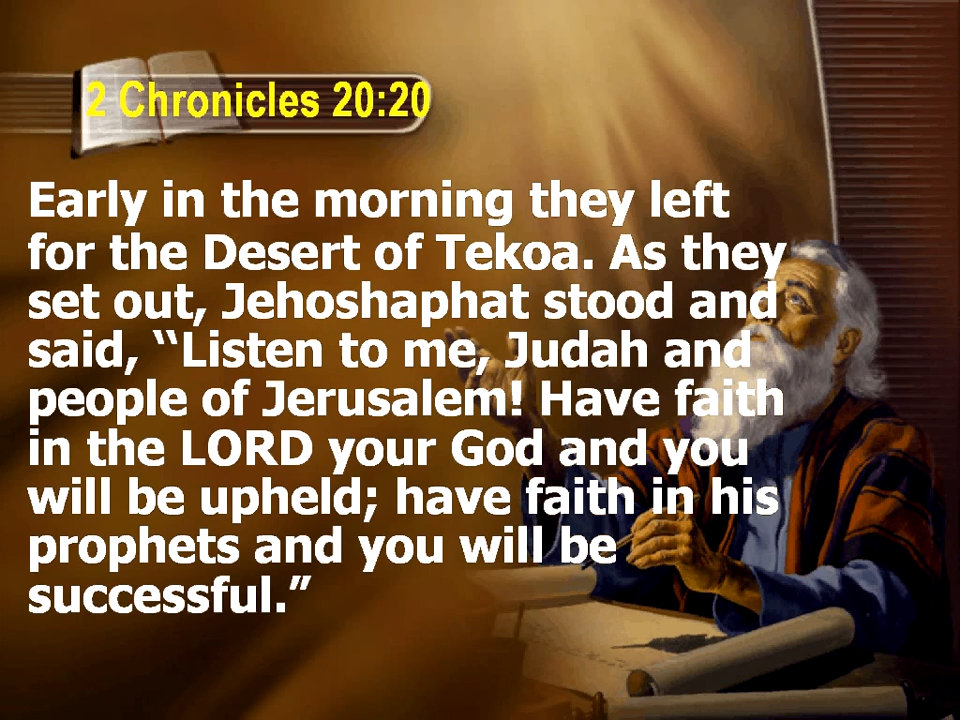 2 Chronicles 20:20
Early in the morning they left
for the Desert of Tekoa. As they
set out, Jehoshaphat stood and
said, “Listen to me, Judah and
people of Jerusalem! Have faith
in the LORD your God and you
will be upheld; have faith in his
prophets and you will be
successful.”